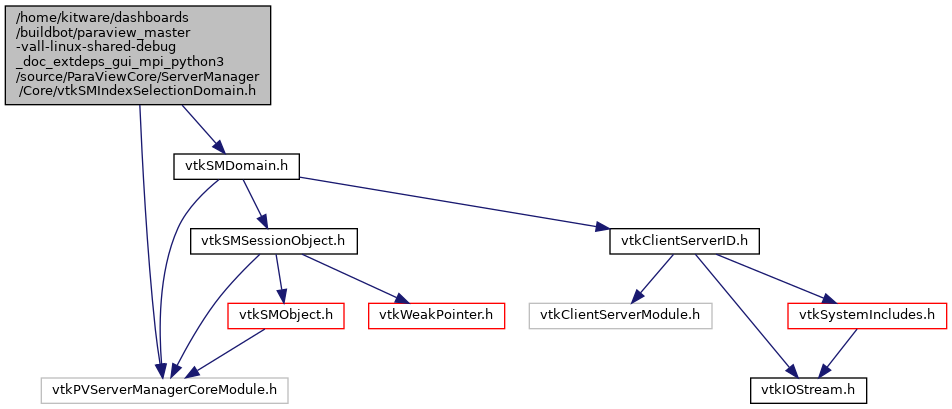 /home/kitware/dashboards
/buildbot/paraview_master
-vall-linux-shared-debug
_doc_extdeps_gui_mpi_python3
/source/ParaViewCore/ServerManager
/Core/vtkSMIndexSelectionDomain.h
vtkSMDomain.h
vtkSMSessionObject.h
vtkClientServerID.h
vtkSMObject.h
vtkWeakPointer.h
vtkClientServerModule.h
vtkSystemIncludes.h
vtkPVServerManagerCoreModule.h
vtkIOStream.h